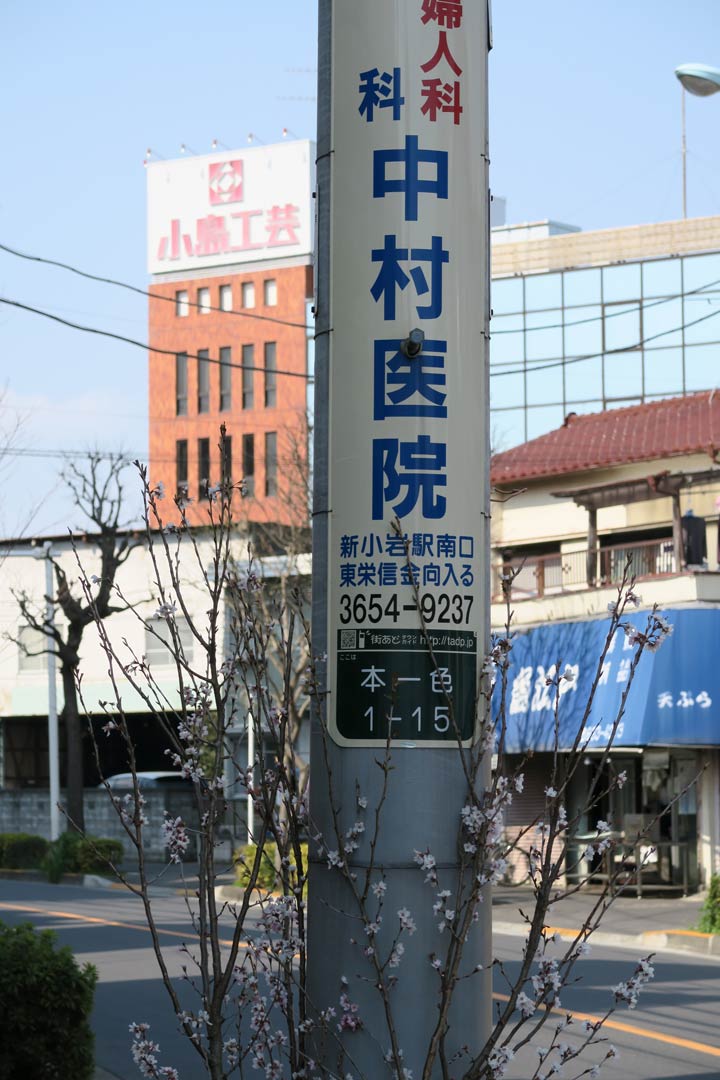 婦人科
科
中村医院
新小岩駅南口
東栄信金向入る
3654-9237
街あど
http://tadp.jp
ここは
本一色
1-15
小島工芸
天ぷら